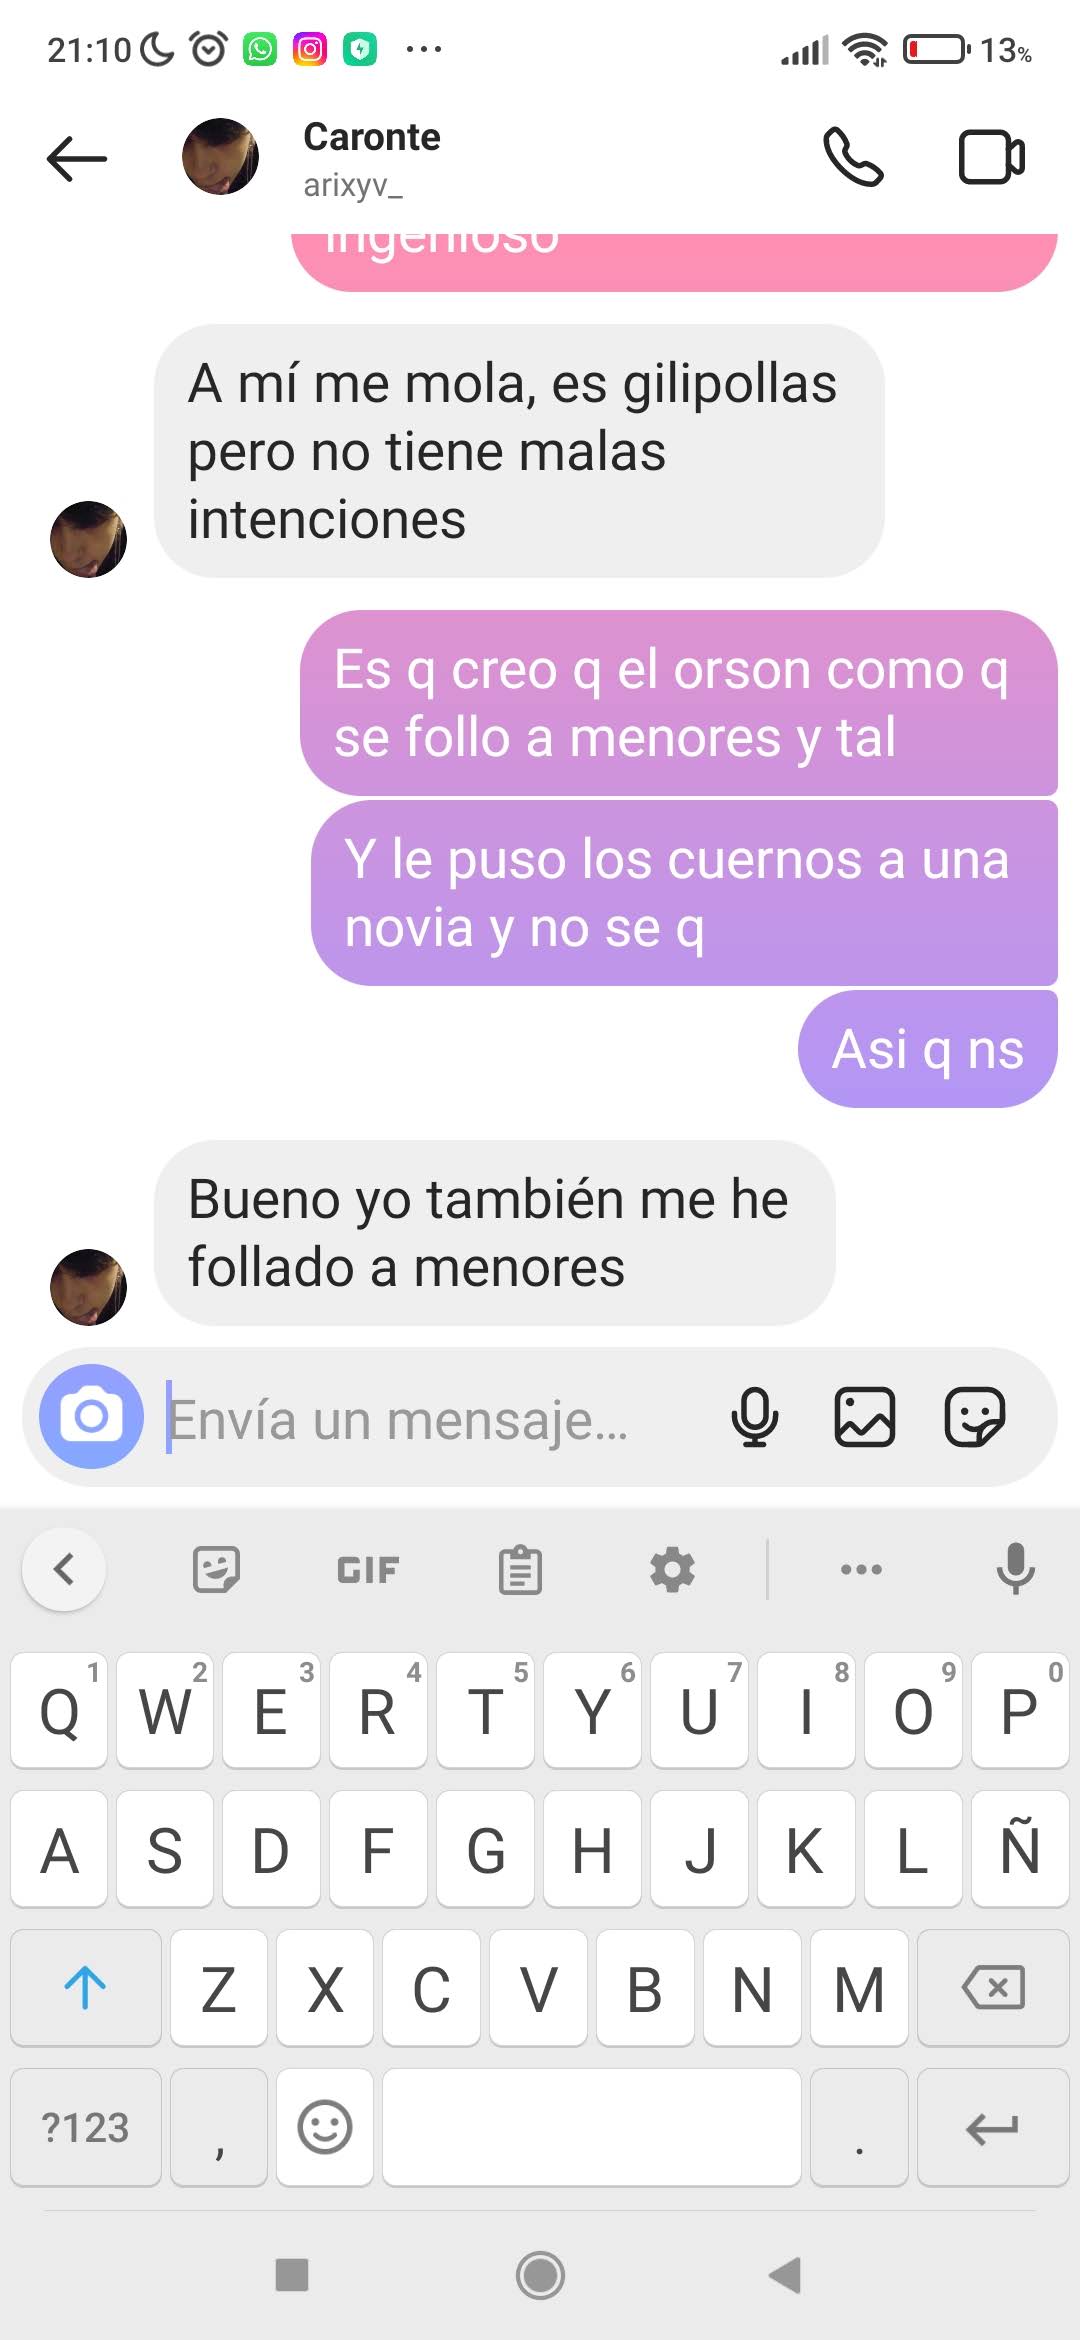 21:10
13%
Caronte
arixyv_
ingenioso
A mí me mola, es gilipollas
pero no tiene malas
intenciones
Es q creo q el orson como q
se follo a menores y tal
Y le puso los cuernos a una
novia y no se q
Asi q ns
Bueno yo también me he
follado a menores
Envía un mensaje...
GIF
1 2 3 4 5 6 7 8 9 0
Q W E R T Y U I O P
A S D F G H J K L Ñ
Z X C V B N M
?123 , .